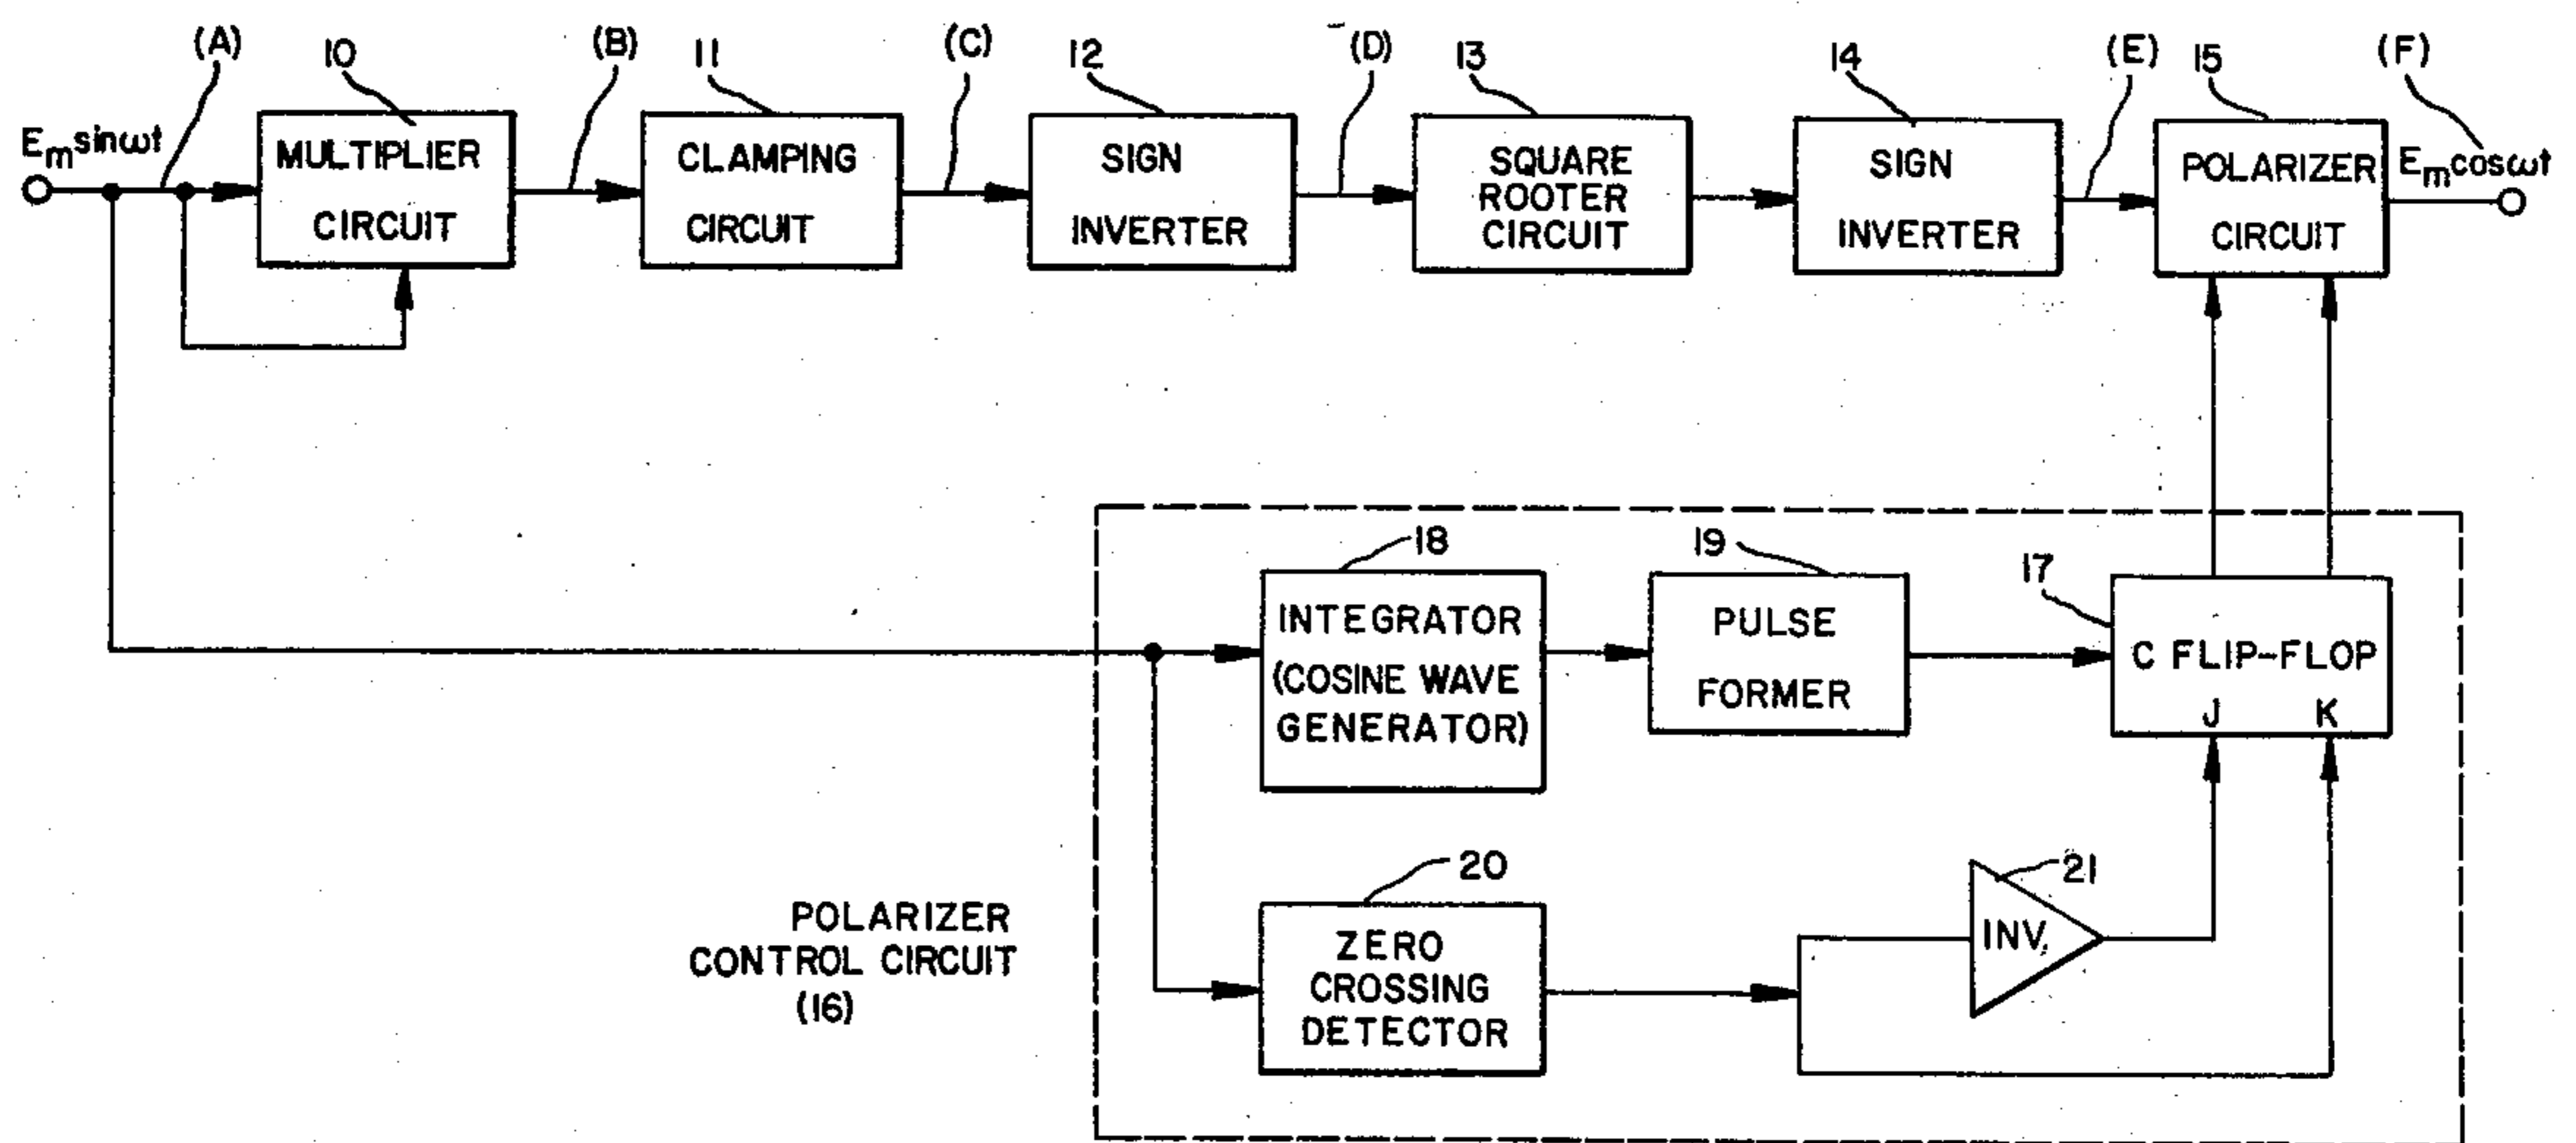 (A)
10
(B)
11
(C)
12
(D)
13
14
(E)
15
(F)
Emsinωt
MULTIPLIER
CIRCUIT
CLAMPING
CIRCUIT
SIGN
INVERTER
SQUARE
ROOTER
CIRCUIT
SIGN
INVERTER
POLARIZER
CIRCUIT
Emcosωt
18
INTEGRATOR
(COSINE WAVE
GENERATOR)
19
PULSE
FORMER
17
C FLIP-FLOP
J K
20
ZERO
CROSSING
DETECTOR
21
INV.
POLARIZER
CONTROL CIRCUIT
(16)